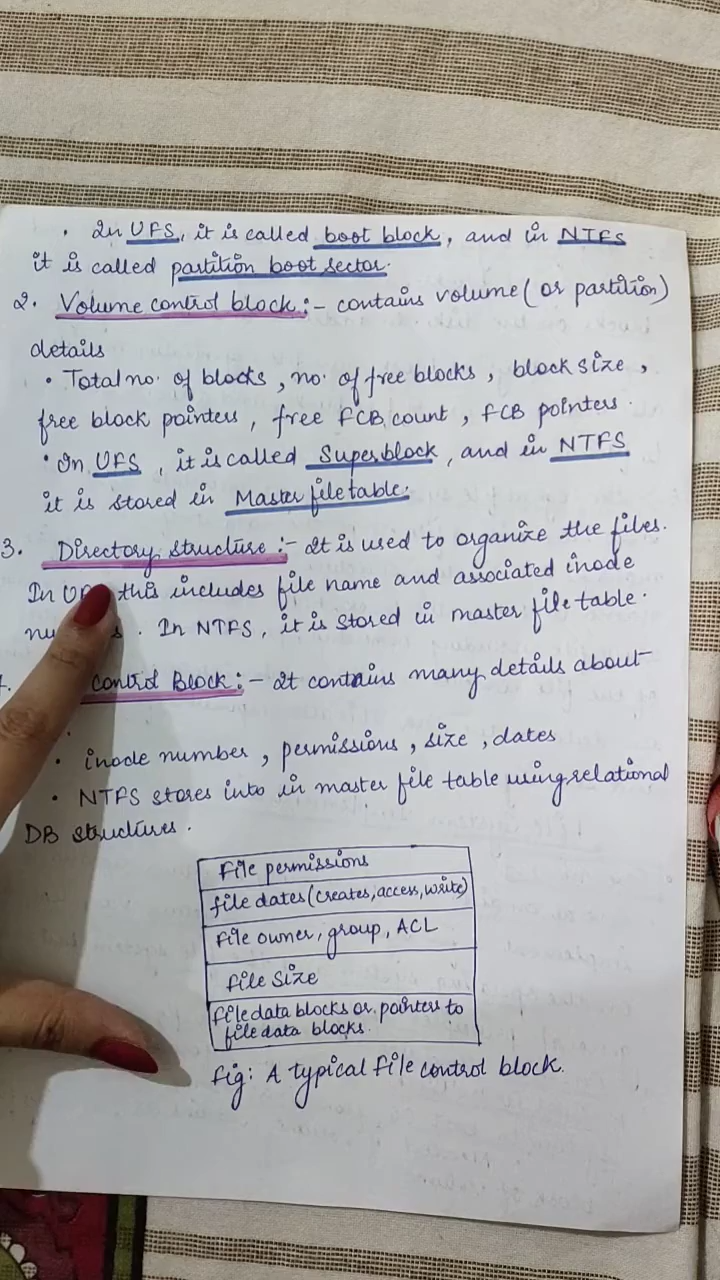 . In UFS, it is called boot block, and in NTFS
it is called partition boot sector.
2. Volume control block :- contains volume (or partition)
details
• Total no. of blocks, no. of free blocks, block size,
free block pointers, free FCB count, FCB pointers.
• In UFS, it is called Superblock, and in NTFS
it is stored in Master file table.
3. Directory structure :- It is used to organize the files.
In this includes file name and associated inode
. In NTFS, it is stored in master file table.
Control Block :- It contains many details about
• inode number, permissions, size, dates
• NTFS stores into in master file table using relational
DB structures.
File permissions
file dates (creates, access, write)
File owner, group, ACL
file size
file data blocks or pointers to
file data blocks.
fig: A typical file control block.